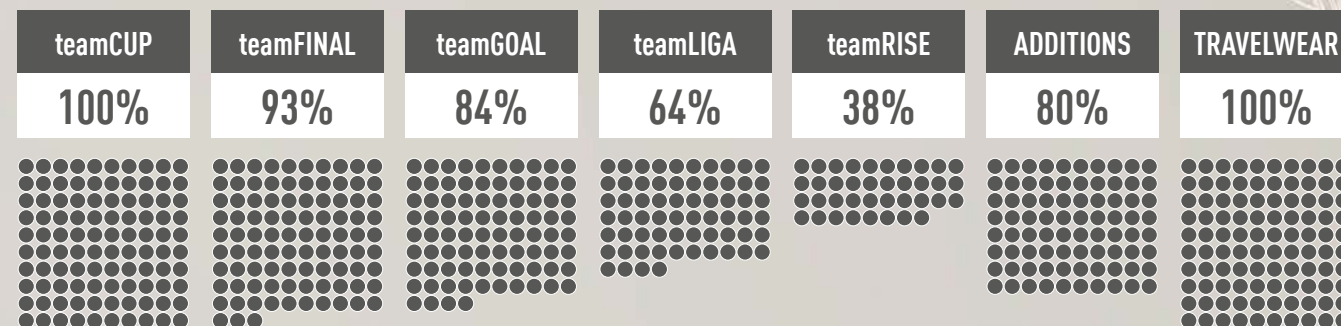 teamCUP teamFINAL teamGOAL teamLIGA teamRISE ADDITIONS TRAVELWEAR
100% 93% 84% 64% 38% 80% 100%